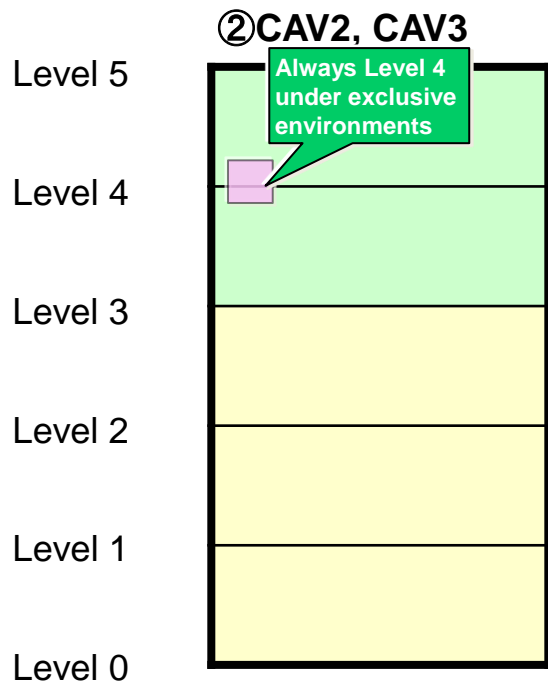 ②CAV2, CAV3
Level 5
Always Level 4
under exclusive
environments
Level 4
Level 3
Level 2
Level 1
Level 0